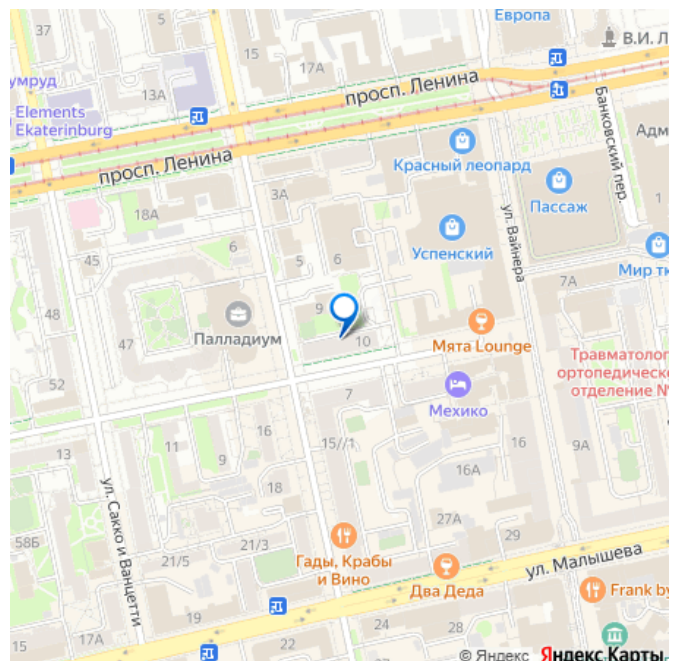 Европа
37
В.И. Л
15
17А
умруд
13А
просп. Ленина
Elements
Ekaterinburg
Банковский пер.
Адм
просп. Ленина
Красный леопард
3А
Пассаж
1
18А
ул. Вайнера
6
45
5
6
Успенский
Мир тк
7А
48
9
Палладиум
47
10
Мята Lounge
Травматолог
ортопедическо
отделение №
52
7
Мехико
16
11
15//1
16
9А
13
9
16А
18
ул. Сакко и Ванцетти
27А
58Б
21/3
29
21/5
Гады, Крабы
и Вино
ул. Малышева
Два Деда
Frank by
19
17А
22
24
15
20
© Яндекс Яндекс Карты